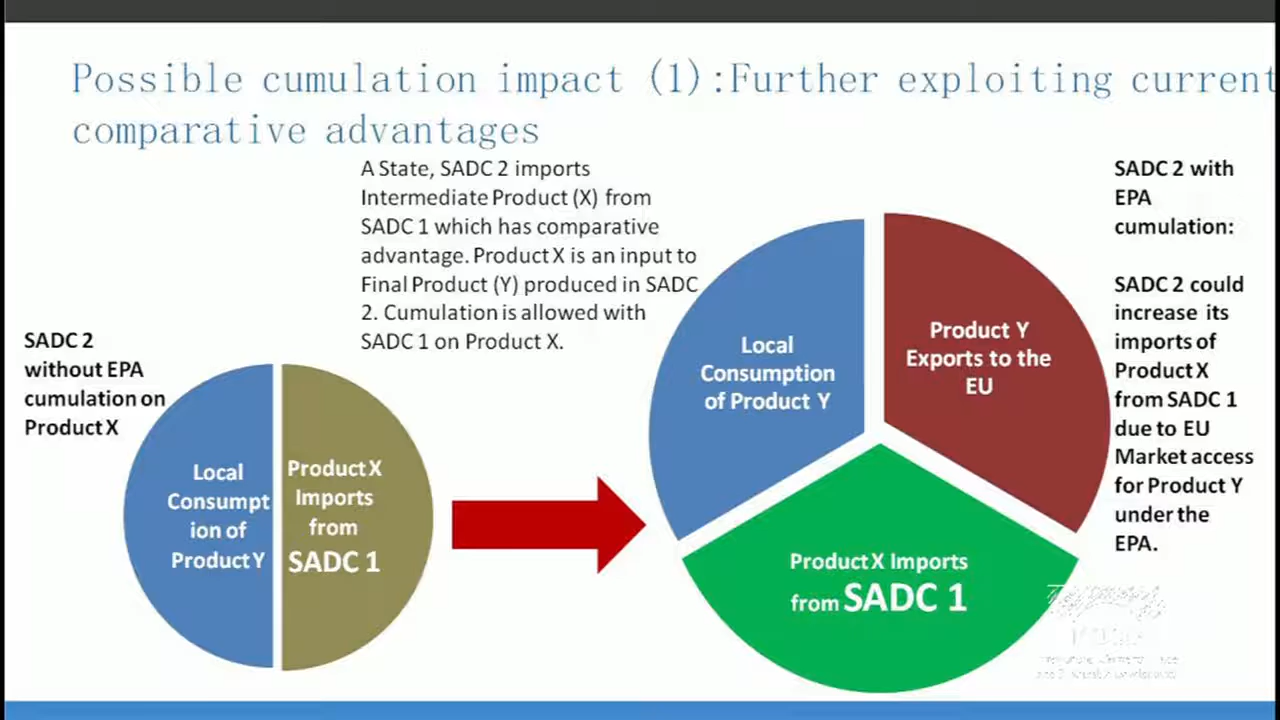 Possible cumulation impact (1):Further exploiting current
comparative advantages
A State, SADC 2 imports
Intermediate Product (X) from
SADC 1 which has comparative
advantage. Product X is an input to
Final Product (Y) produced in SADC
2. Cumulation is allowed with
SADC 1 on Product X.
SADC 2
without EPA
cumulation on
Product X
Local
Consumpt
ion of
Product Y
Product X
Imports
from
SADC 1
Local
Consumption
of Product Y
Product Y
Exports to the
EU
Product X Imports
from SADC 1
SADC 2 with
EPA
cumulation:
SADC 2 could
increase its
imports of
Product X
from SADC 1
due to EU
Market access
for Product Y
under the
EPA.